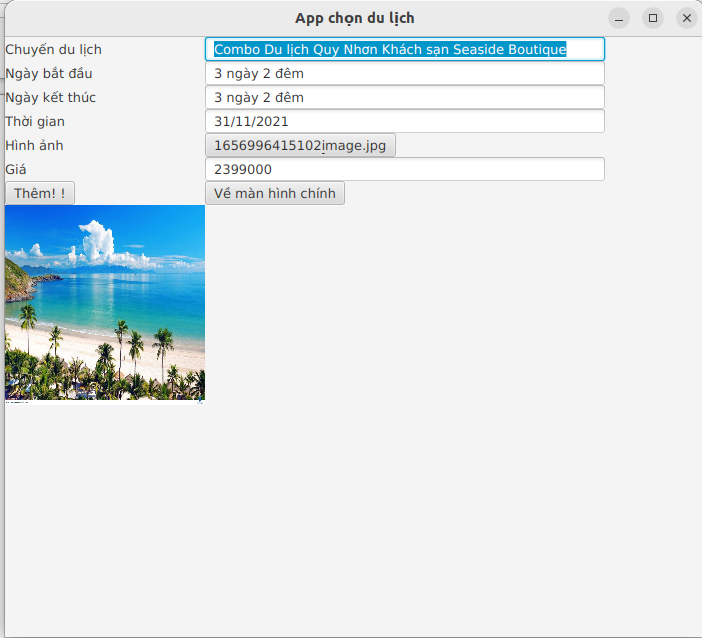 App chọn du lịch
Chuyến du lịch Combo Du lịch Quy Nhơn Khách sạn Seaside Boutique
Ngày bắt đầu 3 ngày 2 đêm
Ngày kết thúc 3 ngày 2 đêm
Thời gian 31/11/2021
Hình ảnh 1656996415102image.jpg
Giá 2399000
Thêm! ! Về màn hình chính